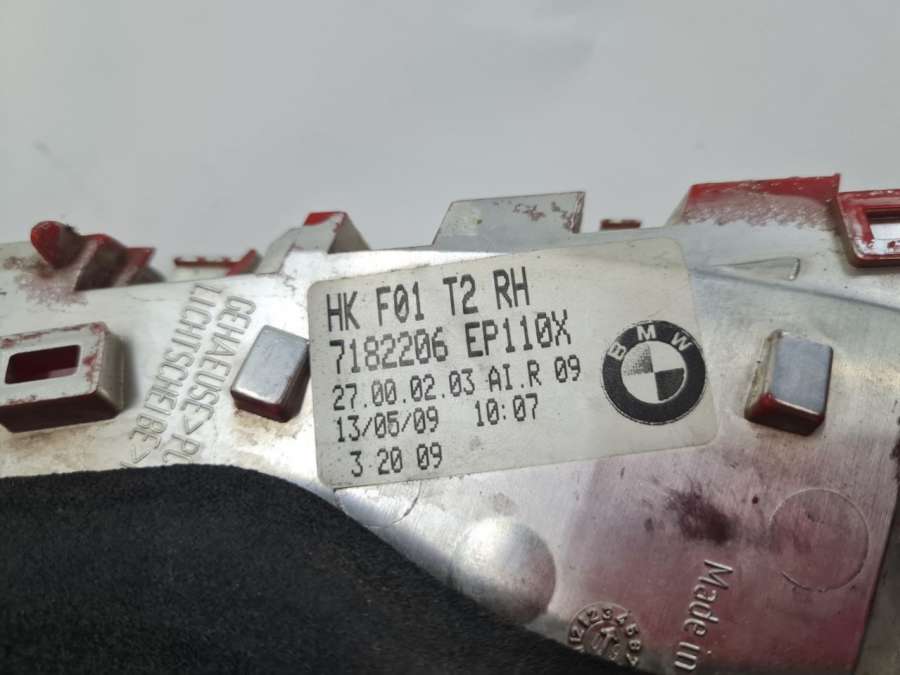 HK F01 T2 RH
7182206 EP110X
27.00.02.03 AI.R 09
13/05/09 10:07
3 20 09
BMW
GEHAEUSE>
LICHTSCHEIBE>
Made in